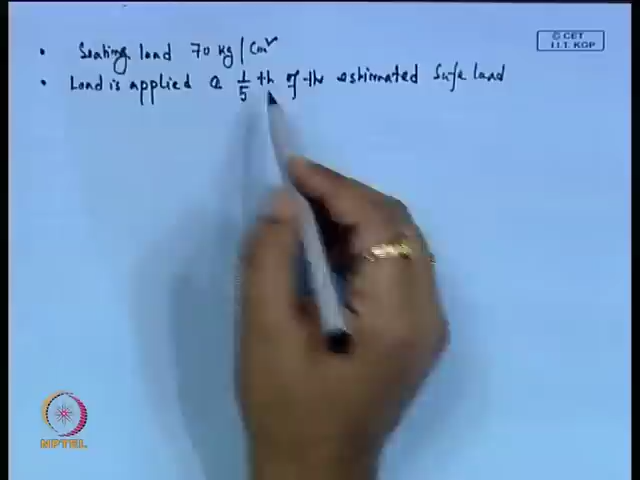 • Seating load 70 kg/cm²
© CET
I.I.T. KGP
• Load is applied @ 1/5 th of the estimated safe load
NPTEL